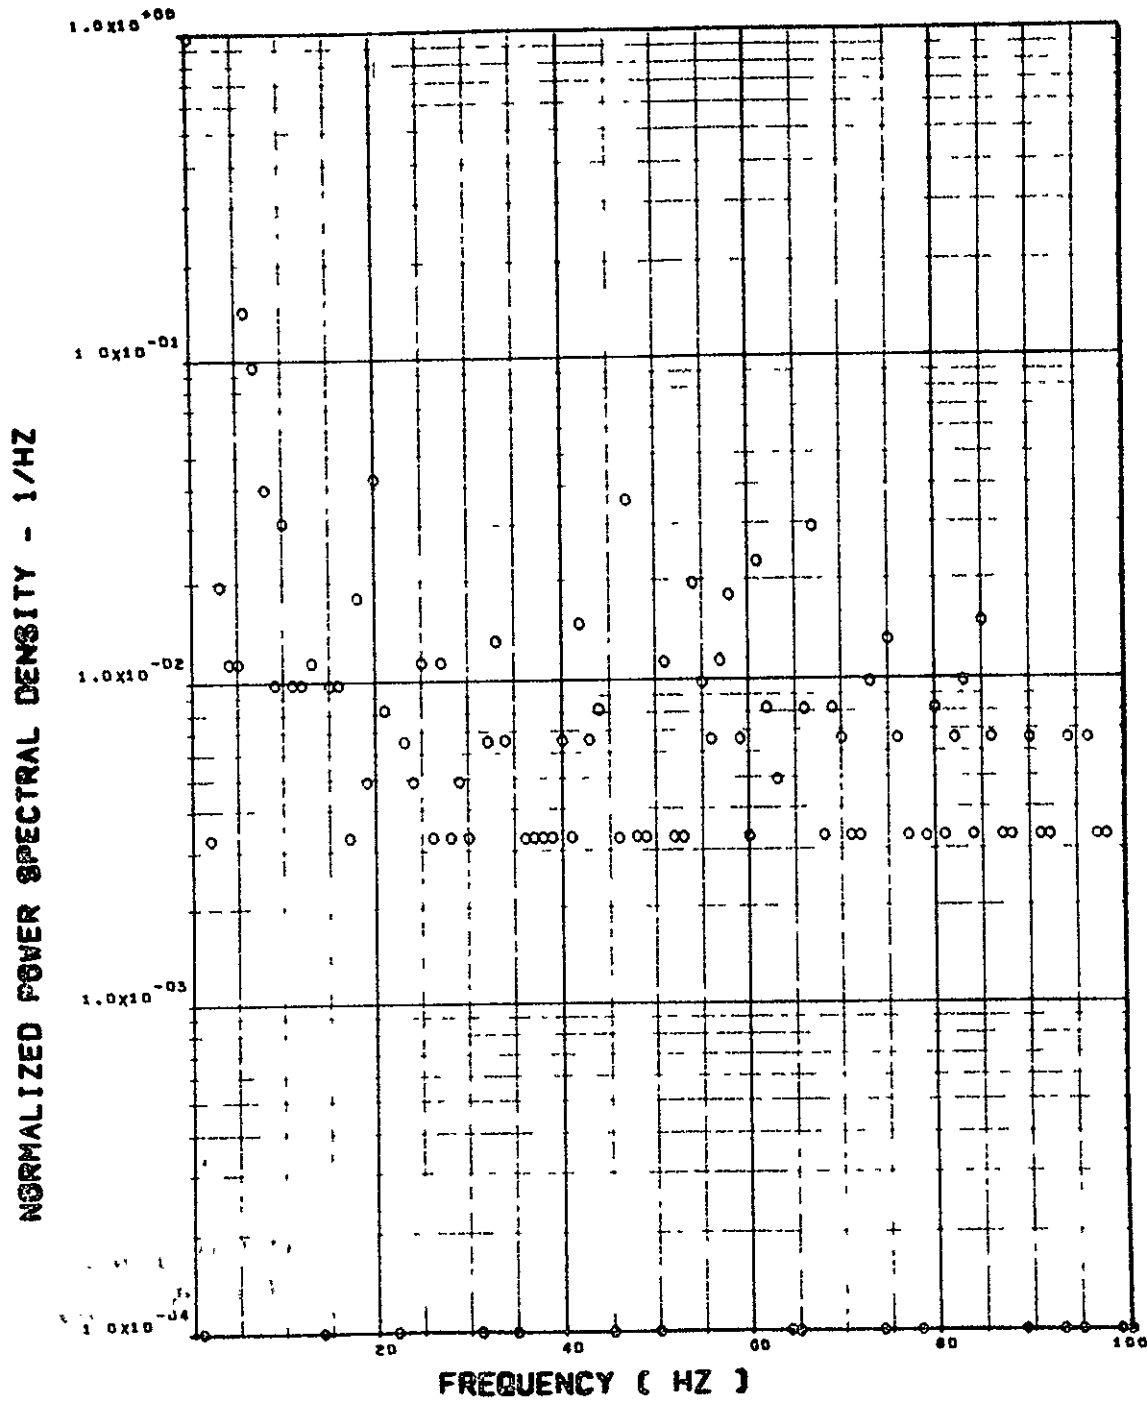 1.0X10+00
1 0X10-01
1.0X10-02
1.0X10-03
1 0X10-04
NORMALIZED POWER SPECTRAL DENSITY - 1/HZ
20 40 60 80 100
FREQUENCY ( HZ )